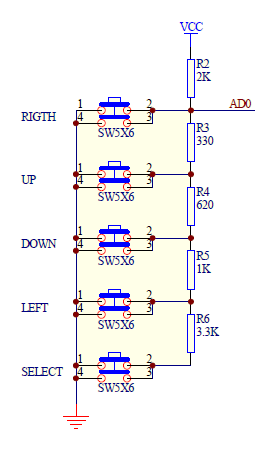 VCC
R2
2K
1 2 AD0
RIGTH 4 3 R3
SW5X6 330
1 2
UP 4 3 R4
SW5X6 620
1 2
DOWN 4 3 R5
SW5X6 1K
1 2
LEFT 4 3 R6
SW5X6 3.3K
1 2
SELECT 4 3
SW5X6